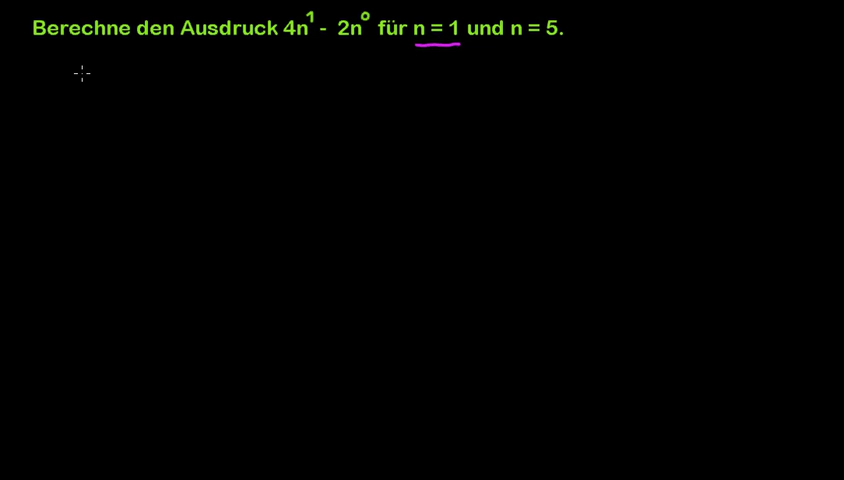 Berechne den Ausdruck 4n¹ - 2n⁰ für n = 1 und n = 5.